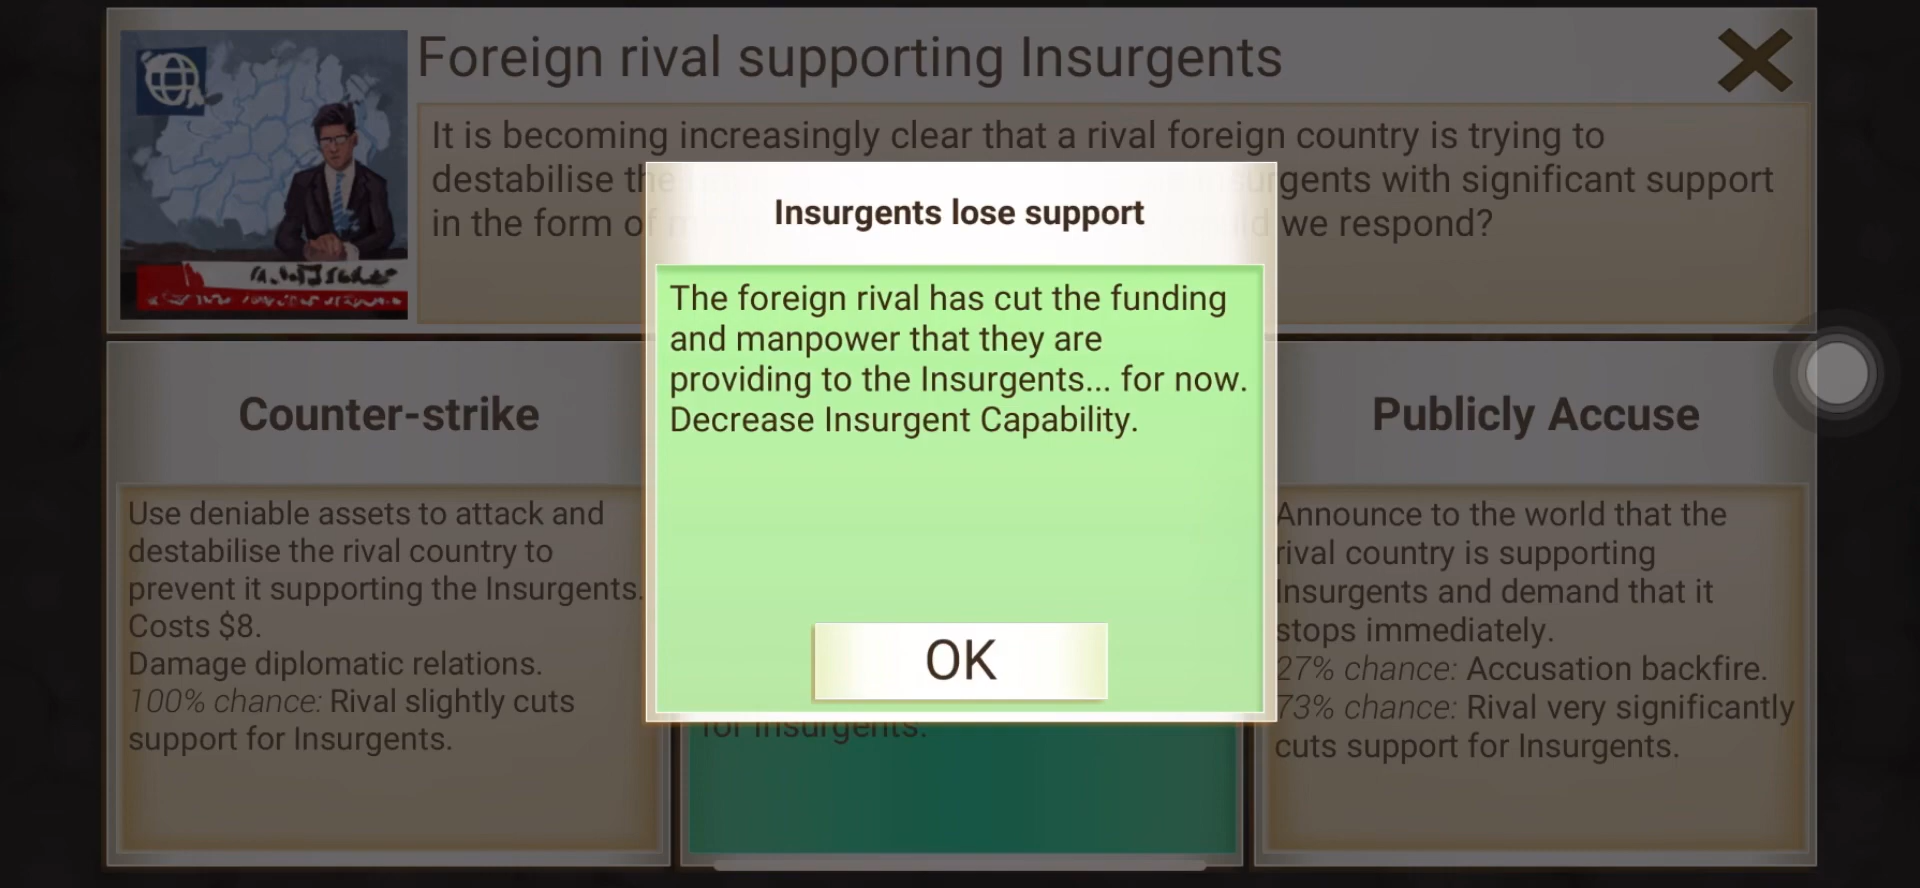 Foreign rival supporting Insurgents
It is becoming increasingly clear that a rival foreign country is trying to
destabilise the Insurgents with significant support
in the form of we respond?
Insurgents lose support
The foreign rival has cut the funding
and manpower that they are
providing to the Insurgents... for now.
Decrease Insurgent Capability.
OK
Counter-strike
Use deniable assets to attack and
destabilise the rival country to
prevent it supporting the Insurgents.
Costs $8.
Damage diplomatic relations.
100% chance: Rival slightly cuts
support for Insurgents.
for Insurgents.
Publicly Accuse
Announce to the world that the
rival country is supporting
Insurgents and demand that it
stops immediately.
27% chance: Accusation backfire.
73% chance: Rival very significantly
cuts support for Insurgents.